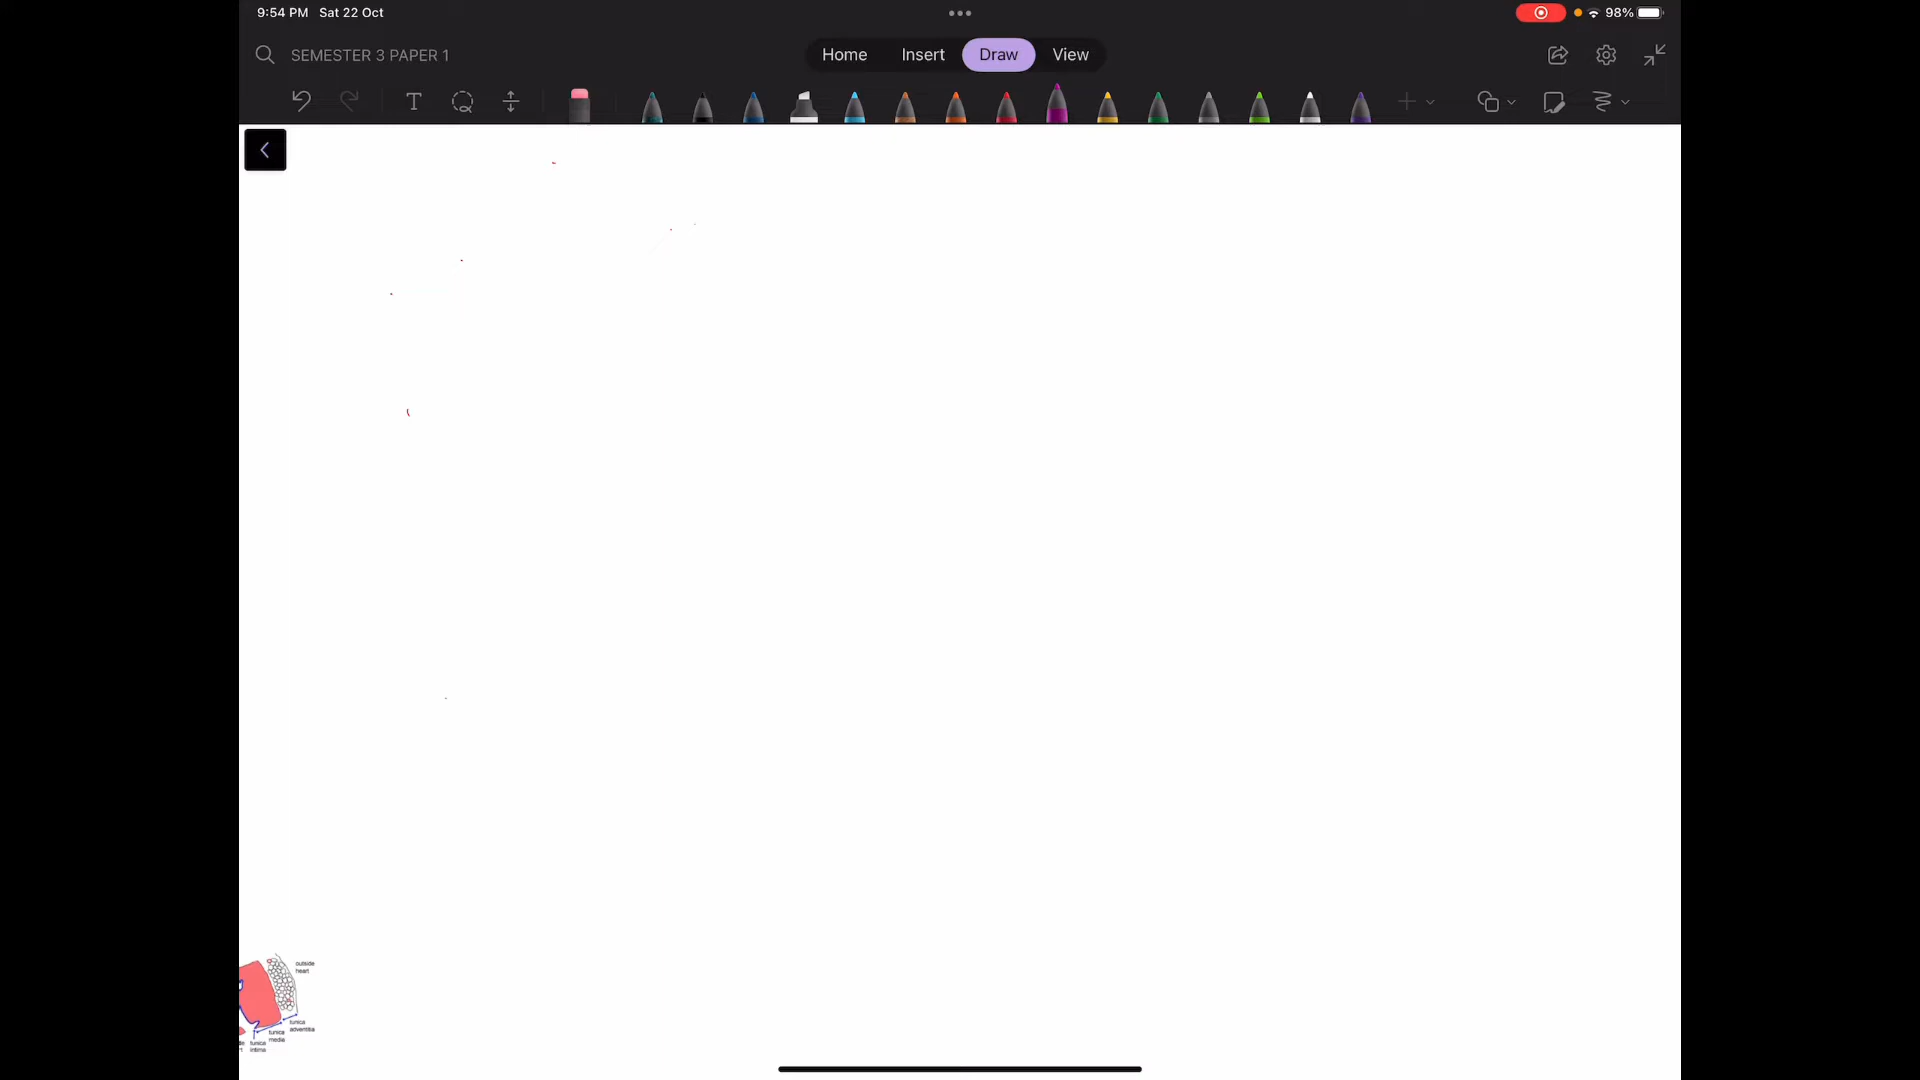 9:54 PM Sat 22 Oct
98%
SEMESTER 3 PAPER 1
Home Insert Draw View
T
outside
heart
tunica
adventitia
tunica
media
tunica
intima